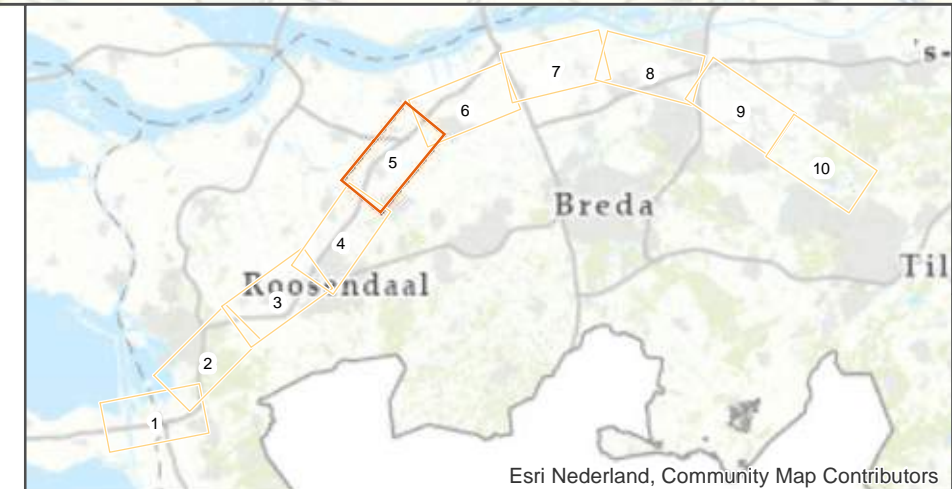 's-
7
8
6
9
5
10
Breda
4
Til
Roosendaal
3
2
1
Esri Nederland, Community Map Contributors